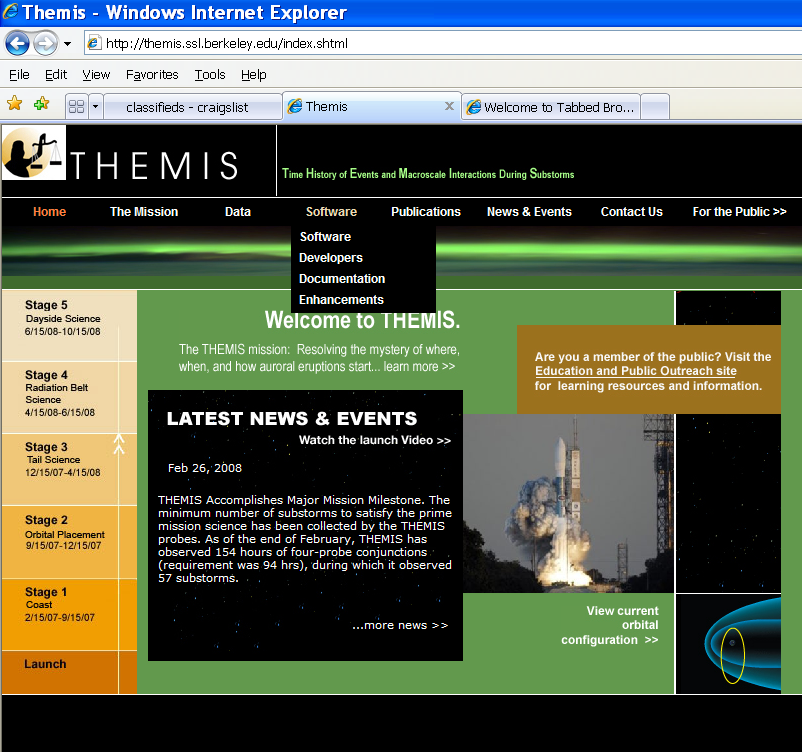 Themis - Windows Internet Explorer
http://themis.ssl.berkeley.edu/index.shtml
File Edit View Favorites Tools Help
classifieds - craigslist Themis Welcome to Tabbed Bro...
THEMIS
Time History of Events and Macroscale Interactions During Substorms
Home The Mission Data Software Publications News & Events Contact Us For the Public >>
Software
Developers
Documentation
Enhancements
Stage 5
Dayside Science
6/15/08-10/15/08
Stage 4
Radiation Belt
Science
4/15/08-6/15/08
Stage 3
Tail Science
12/15/07-4/15/08
Stage 2
Orbital Placement
9/15/07-12/15/07
Stage 1
Coast
2/15/07-9/15/07
Launch
Welcome to THEMIS.
The THEMIS mission: Resolving the mystery of where,
when, and how auroral eruptions start... learn more >>
LATEST NEWS & EVENTS
Watch the launch Video >>
Feb 26, 2008
THEMIS Accomplishes Major Mission Milestone. The
minimum number of substorms to satisfy the prime
mission science has been collected by the THEMIS
probes. As of the end of February, THEMIS has
observed 154 hours of four-probe conjunctions
(requirement was 94 hrs), during which it observed
57 substorms.
...more news >>
Are you a member of the public? Visit the
Education and Public Outreach site
for learning resources and information.
View current
orbital
configuration >>